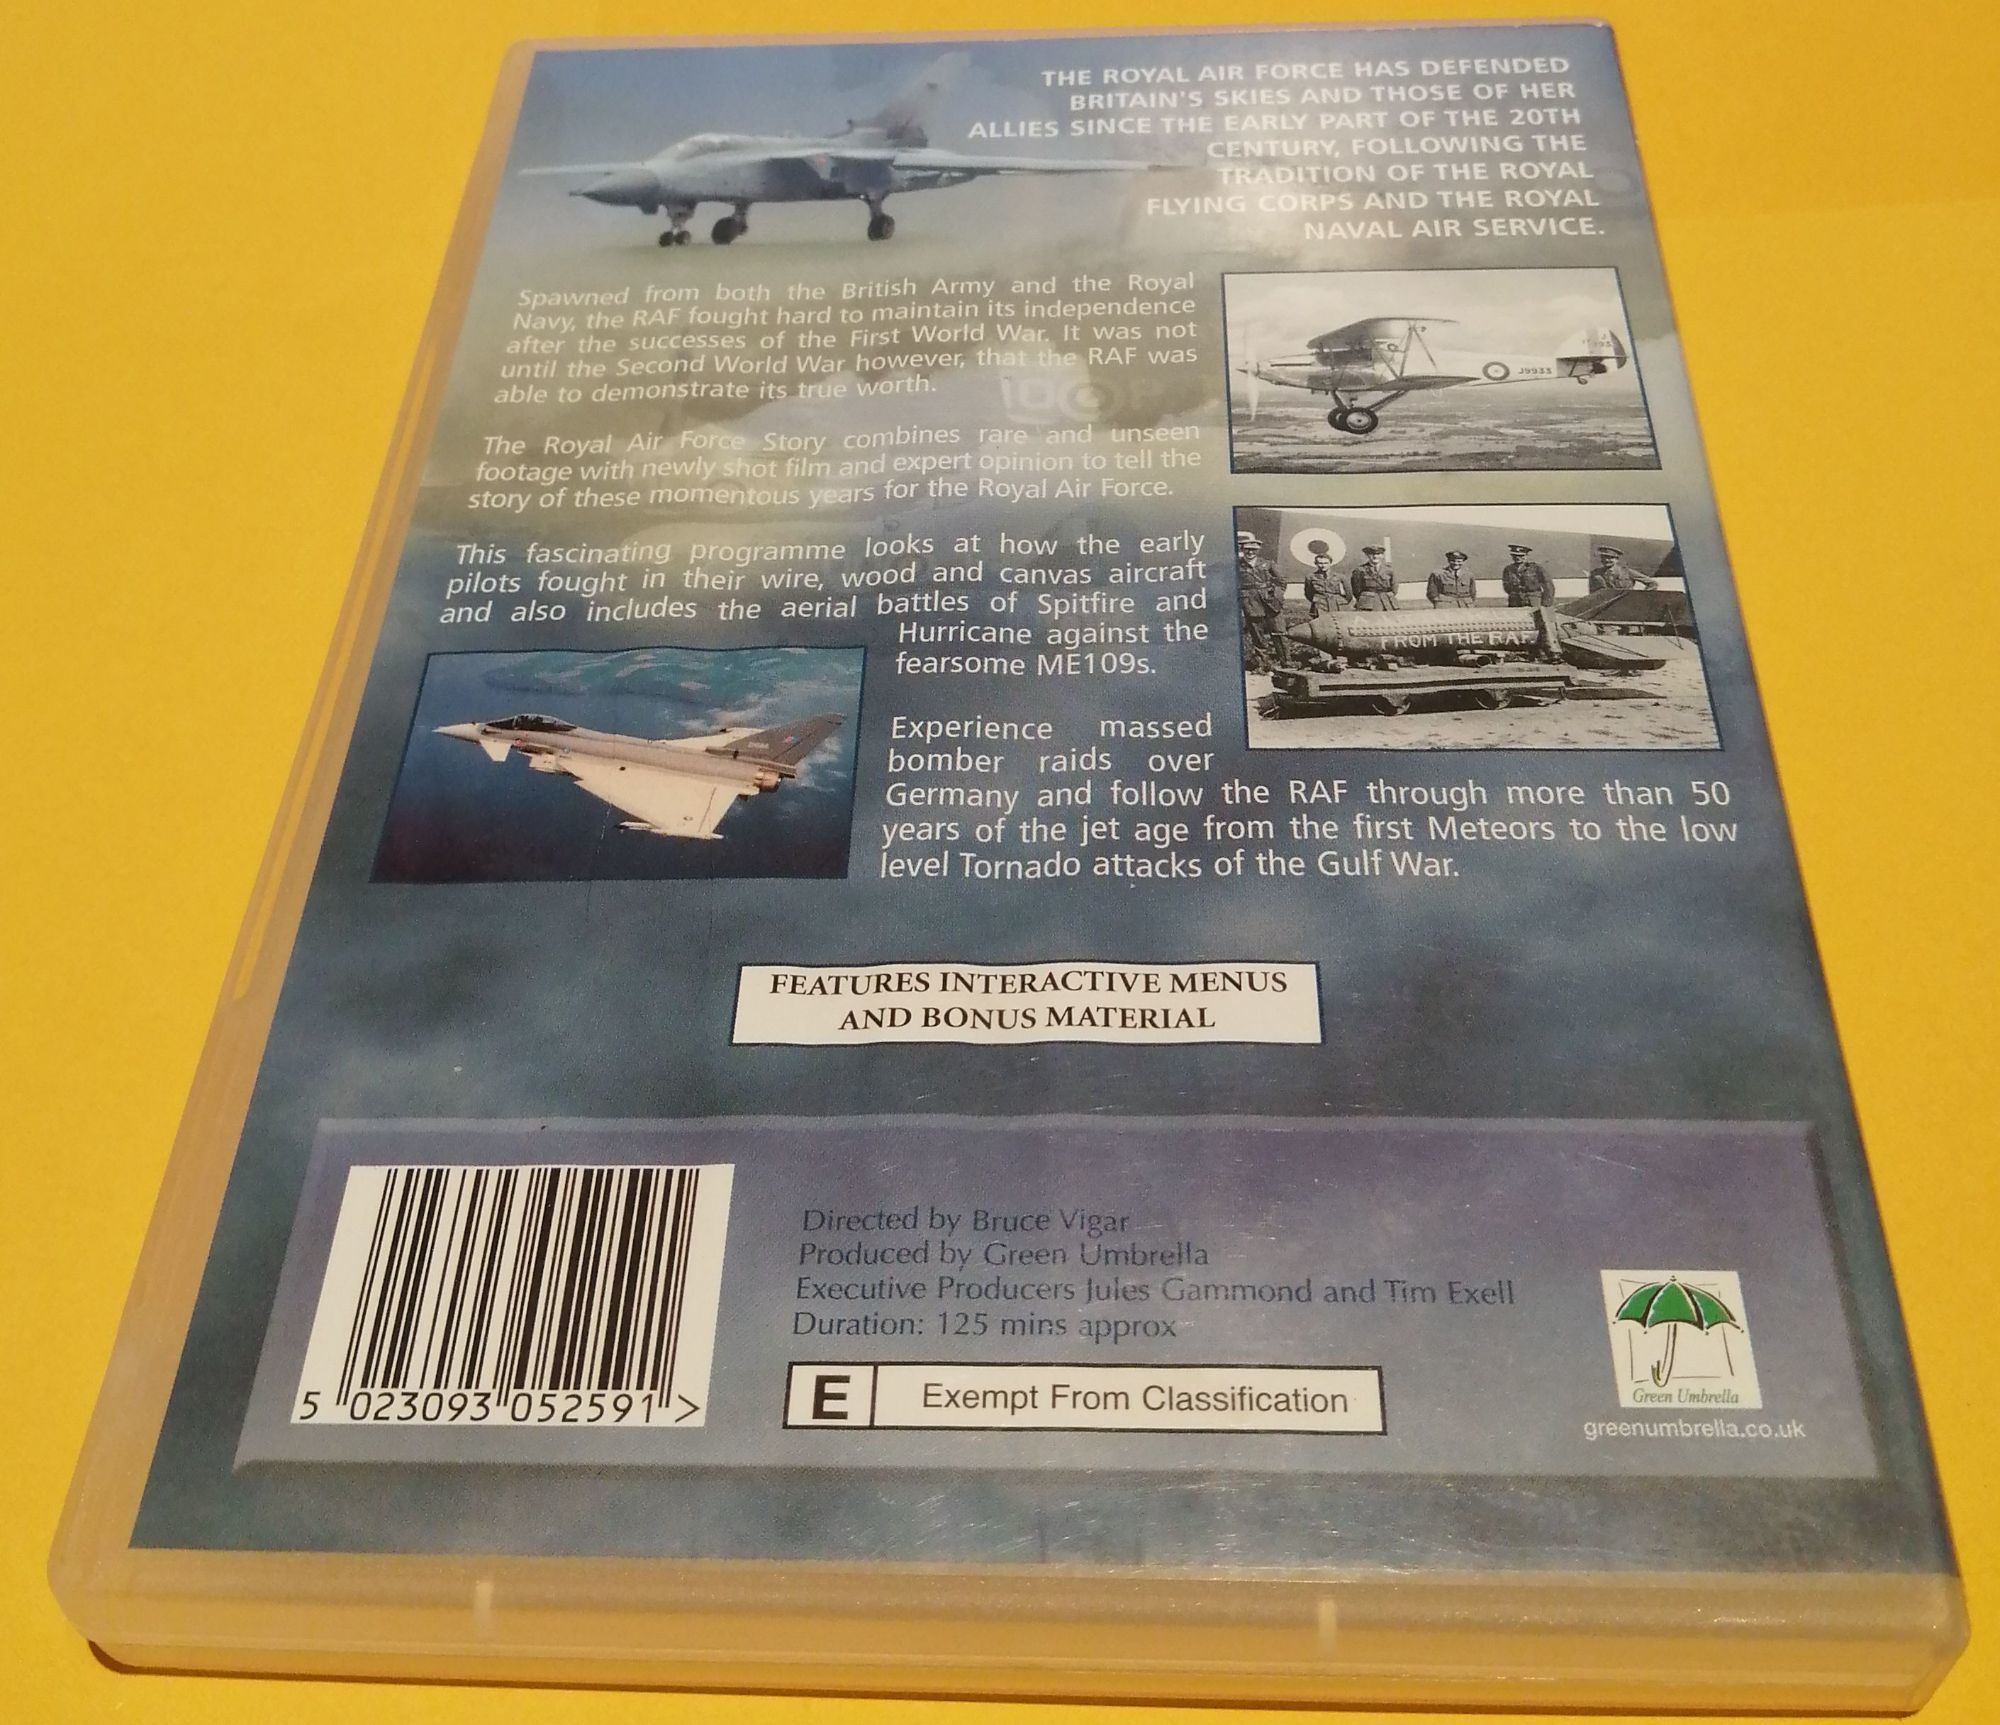 THE ROYAL AIR FORCE HAS DEFENDED
BRITAIN'S SKIES AND THOSE OF HER
ALLIES SINCE THE EARLY PART OF THE 20TH
CENTURY, FOLLOWING THE
TRADITION OF THE ROYAL
FLYING CORPS AND THE ROYAL
NAVAL AIR SERVICE.
Spawned from both the British Army and the Royal
Navy, the RAF fought hard to maintain its independence
after the successes of the First World War. It was not
until the Second World War however, that the RAF was
able to demonstrate its true worth.
The Royal Air Force Story combines rare and unseen
footage with newly shot film and expert opinion to tell the
story of these momentous years for the Royal Air Force.
This fascinating programme looks at how the early
pilots fought in their wire, wood and canvas aircraft
and also includes the aerial battles of Spitfire and
Hurricane against the
fearsome ME109s.
Experience massed
bomber raids over
Germany and follow the RAF through more than 50
years of the jet age from the first Meteors to the low
level Tornado attacks of the Gulf War.
J9933
FROM THE RAF.
FEATURES INTERACTIVE MENUS
AND BONUS MATERIAL
Directed by Bruce Vigar
Produced by Green Umbrella
Executive Producers Jules Gammond and Tim Exell
Duration: 125 mins approx
E Exempt From Classification
5 023093 052591 >
Green Umbrella
greenumbrella.co.uk